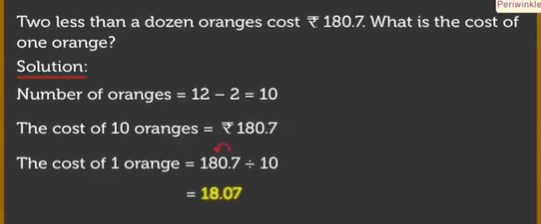 Periwinkle
Two less than a dozen oranges cost ₹ 180.7. What is the cost of
one orange?
Solution:
Number of oranges = 12 – 2 = 10
The cost of 10 oranges = ₹ 180.7
The cost of 1 orange = 180.7 ÷ 10
= 18.07